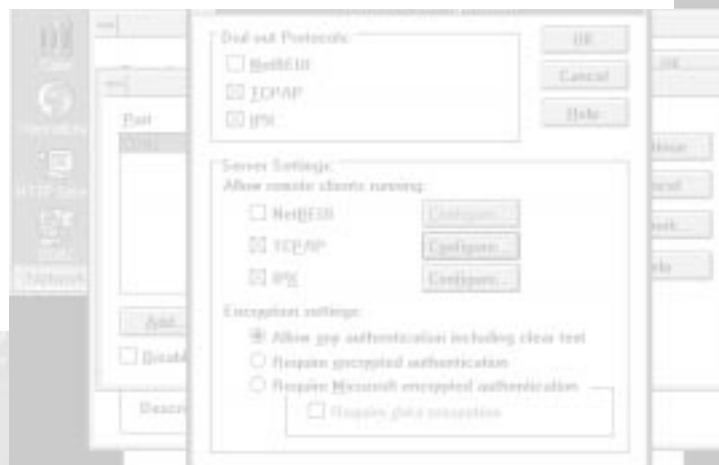 Dial out Protocols:
NetBEUI
TCP/IP
IPX
OK
Cancel
Help
Port
Server Settings:
Allow remote clients running:
NetBEUI
Configure...
TCP/IP
Configure...
IPX
Configure...
Encryption settings:
Allow any authentication including clear text
Require encrypted authentication
Require Microsoft encrypted authentication
Require data encryption
Add